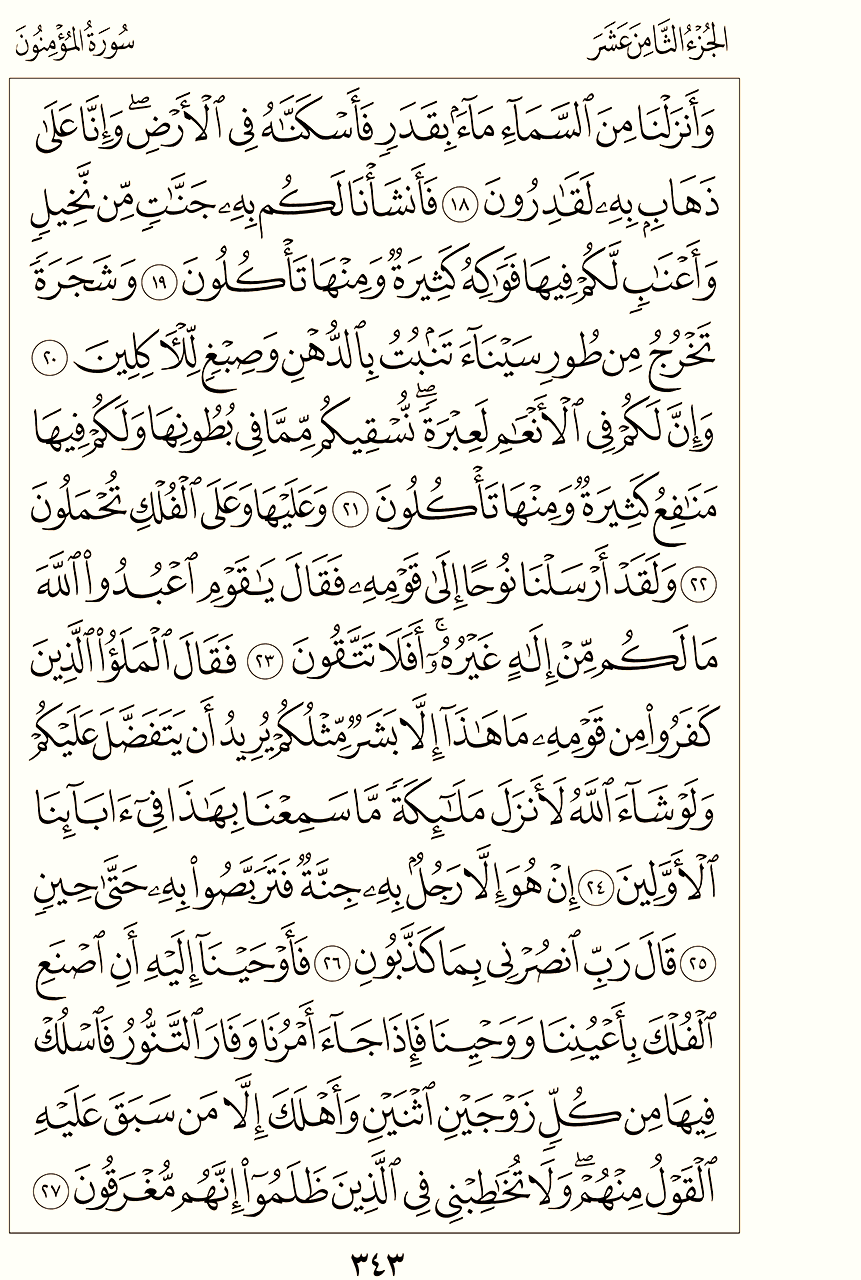 الجُزْءُ الثَّامِنَ عَشَرَ
سُورَةُ المُؤْمِنُونَ
وَأَنزَلۡنَا مِنَ ٱلسَّمَآءِ مَآءَۢ بِقَدَرٖ فَأَسۡكَنَّٰهُ فِي ٱلۡأَرۡضِۖ وَإِنَّا عَلَىٰ
ذَهَابِۭ بِهِۦ لَقَٰدِرُونَ ١٨ فَأَنشَأۡنَا لَكُم بِهِۦ جَنَّٰتٖ مِّن نَّخِيلٖ
وَأَعۡنَٰبٖ لَّكُمۡ فِيهَا فَوَٰكِهُ كَثِيرَةٞ وَمِنۡهَا تَأۡكُلُونَ ١٩ وَشَجَرَةٗ
تَخۡرُجُ مِن طُورِ سَيۡنَآءَ تَنۢبُتُ بِٱلدُّهۡنِ وَصِبۡغٖ لِّلۡأٓكِلِينَ ٢٠
وَإِنَّ لَكُمۡ فِي ٱلۡأَنۡعَٰمِ لَعِبۡرَةٗۖ نُّسۡقِيكُم مِّمَّا فِي بُطُونِهَا وَلَكُمۡ فِيهَا
مَنَٰفِعُ كَثِيرَةٞ وَمِنۡهَا تَأۡكُلُونَ ٢١ وَعَلَيۡهَا وَعَلَى ٱلۡفُلۡكِ تُحۡمَلُونَ
٢٢ وَلَقَدۡ أَرۡسَلۡنَا نُوحًا إِلَىٰ قَوۡمِهِۦ فَقَالَ يَٰقَوۡمِ ٱعۡبُدُواْ ٱللَّهَ
مَا لَكُم مِّنۡ إِلَٰهٍ غَيۡرُهُۥٓۚ أَفَلَا تَتَّقُونَ ٢٣ فَقَالَ ٱلۡمَلَؤُاْ ٱلَّذِينَ
كَفَرُواْ مِن قَوۡمِهِۦ مَا هَٰذَآ إِلَّا بَشَرٞ مِّثۡلُكُمۡ يُرِيدُ أَن يَتَفَضَّلَ عَلَيۡكُمۡ
وَلَوۡ شَآءَ ٱللَّهُ لَأَنزَلَ مَلَٰٓئِكَةٗ مَّا سَمِعۡنَا بِهَٰذَا فِيٓ ءَابَآئِنَا
ٱلۡأَوَّلِينَ ٢٤ إِنۡ هُوَ إِلَّا رَجُلُۢ بِهِۦ جِنَّةٞ فَتَرَبَّصُواْ بِهِۦ حَتَّىٰ حِينٖ
٢٥ قَالَ رَبِّ ٱنصُرۡنِي بِمَا كَذَّبُونِ ٢٦ فَأَوۡحَيۡنَآ إِلَيۡهِ أَنِ ٱصۡنَعِ
ٱلۡفُلۡكَ بِأَعۡيُنِنَا وَوَحۡيِنَا فَإِذَا جَآءَ أَمۡرُنَا وَفَارَ ٱلتَّنُّورُ فَٱسۡلُكۡ
فِيهَا مِن كُلّٖ زَوۡجَيۡنِ ٱثۡنَيۡنِ وَأَهۡلَكَ إِلَّا مَن سَبَقَ عَلَيۡهِ
ٱلۡقَوۡلُ مِنۡهُمۡۖ وَلَا تُخَٰطِبۡنِي فِي ٱلَّذِينَ ظَلَمُوٓاْ إِنَّهُم مُّغۡرَقُونَ ٢٧
٣٤٣